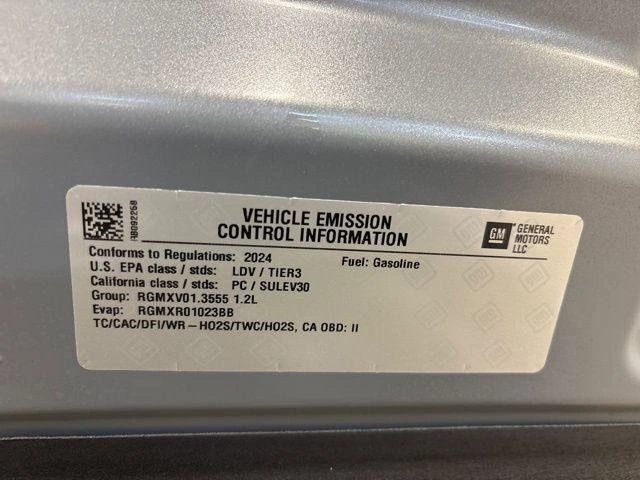 VEHICLE EMISSION
CONTROL INFORMATION
GM GENERAL
MOTORS
LLC
Conforms to Regulations: 2024 Fuel: Gasoline
U.S. EPA class / stds: LDV / TIER3
California class / stds: PC / SULEV30
Group: RGMXV01.3555 1.2L
Evap: RGMXR01023BB
TC/CAC/DFI/WR-HO2S/TWC/HO2S, CA OBD: II